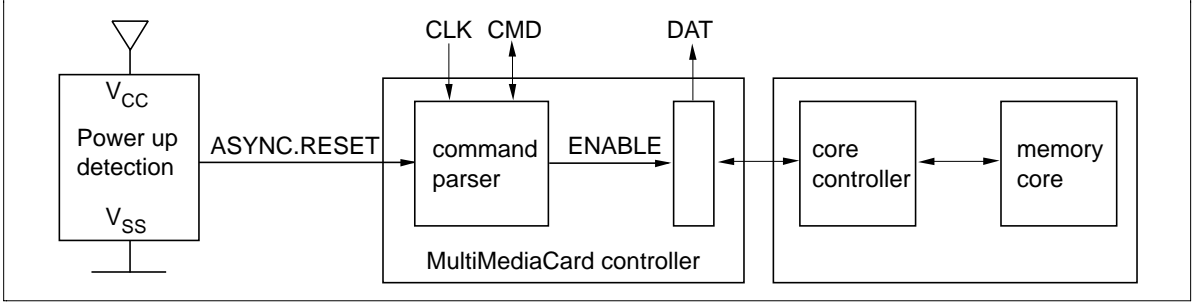 CLK CMD DAT
V_CC
Power up
detection
V_SS
ASYNC.RESET
command
parser
ENABLE
core
controller
memory
core
MultiMediaCard controller